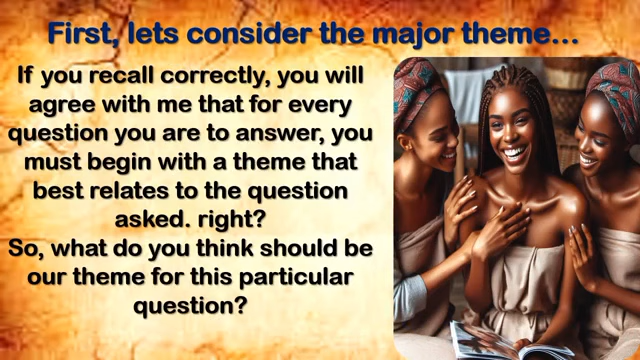 First, lets consider the major theme...
If you recall correctly, you will
agree with me that for every
question you are to answer, you
must begin with a theme that
best relates to the question
asked. right?
So, what do you think should be
our theme for this particular
question?